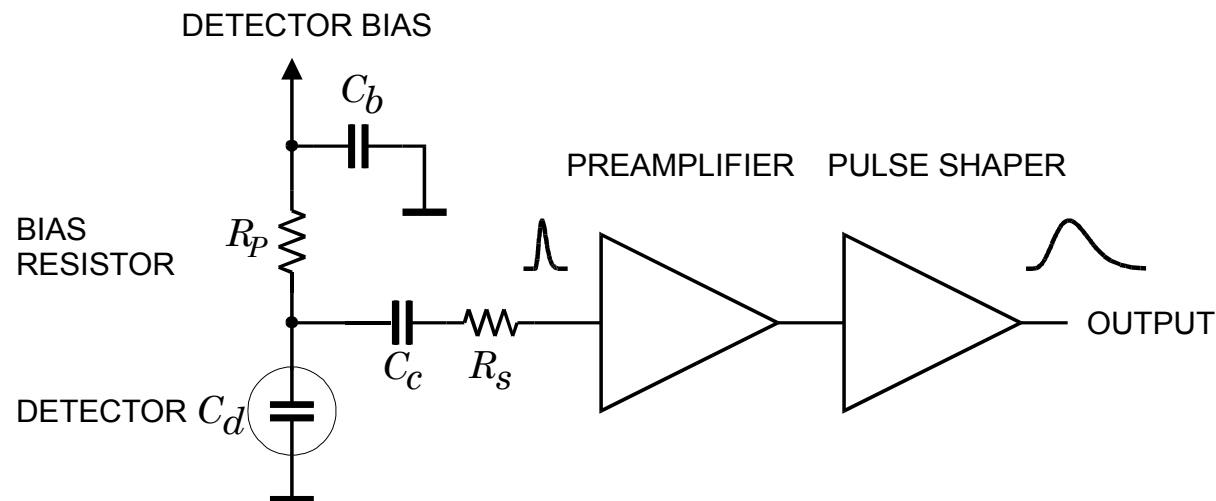 DETECTOR BIAS
C_b
PREAMPLIFIER
PULSE SHAPER
BIAS
RESISTOR
R_P
OUTPUT
C_c
R_s
DETECTOR C_d